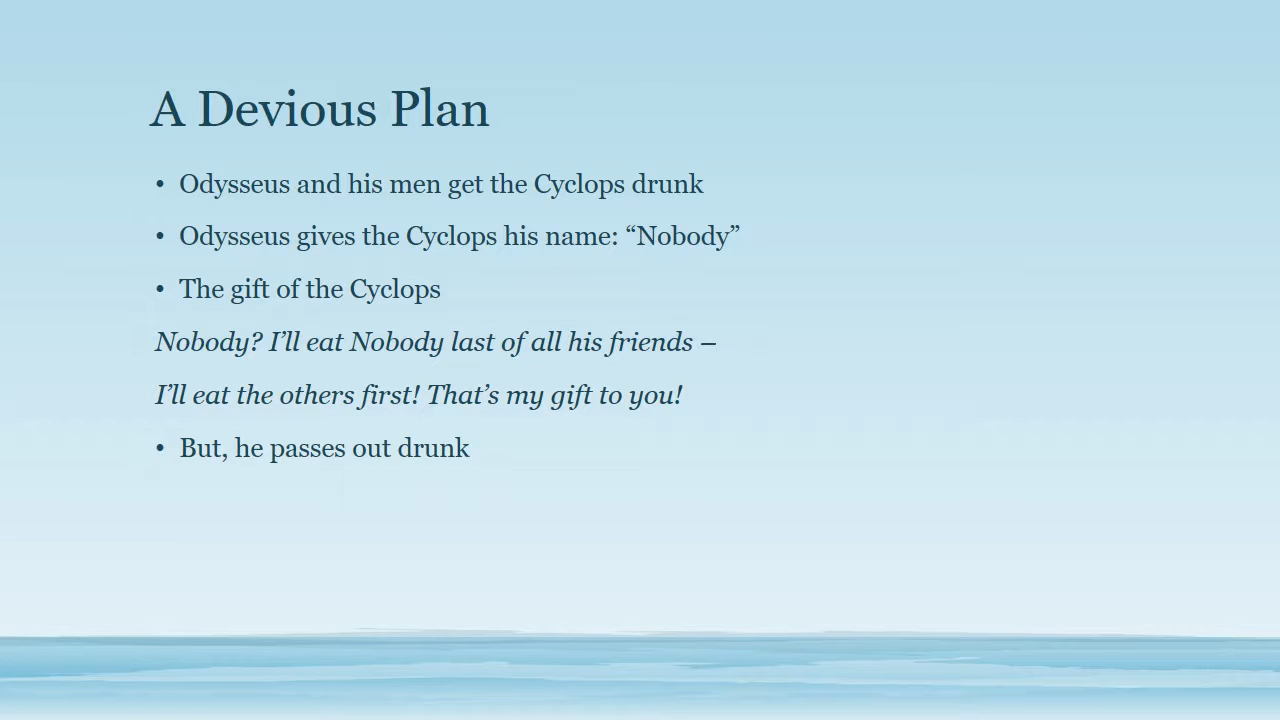 A Devious Plan
• Odysseus and his men get the Cyclops drunk
• Odysseus gives the Cyclops his name: “Nobody”
• The gift of the Cyclops
Nobody? I’ll eat Nobody last of all his friends –
I’ll eat the others first! That’s my gift to you!
• But, he passes out drunk